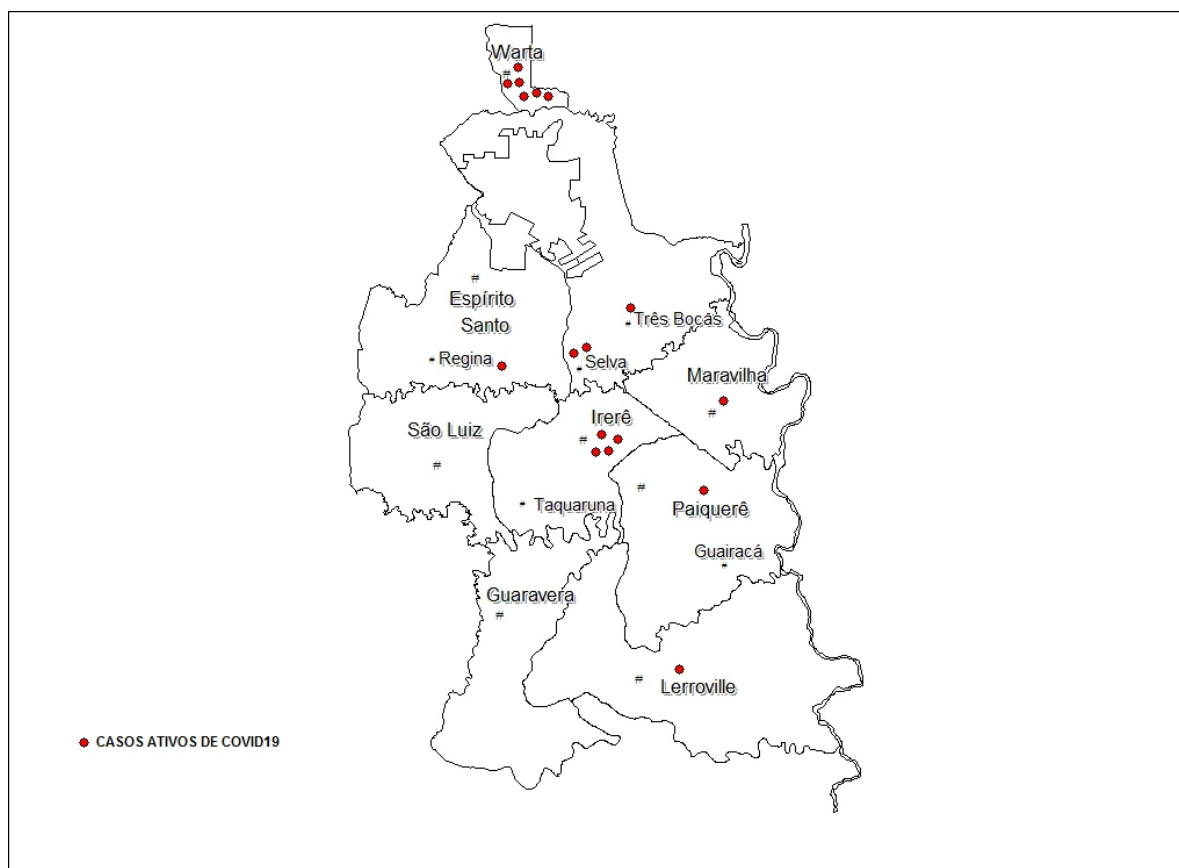 Warta
Espírito
Santo
Três Bocas
Regina
Selva
Maravilha
Irerê
São Luiz
Taquaruna
Paiquerê
Guairacá
Guaravera
Lerroville
CASOS ATIVOS DE COVID19